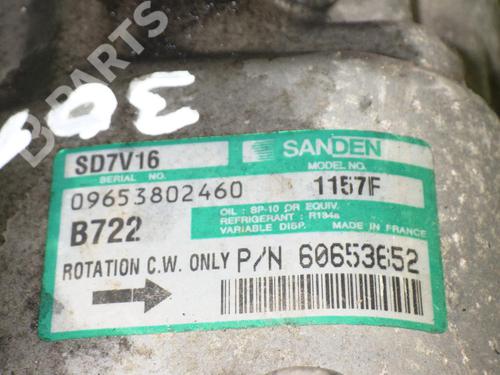 B-PARTS
SD7V16
SANDEN
SERIAL NO.
MODEL NO.
09653802460
1157F
B722
OIL : SP-10 OR EQUIV.
REFRIGERANT : R134a
VARIABLE DISP. MADE IN FRANCE
ROTATION C.W. ONLY
P/N 60653652